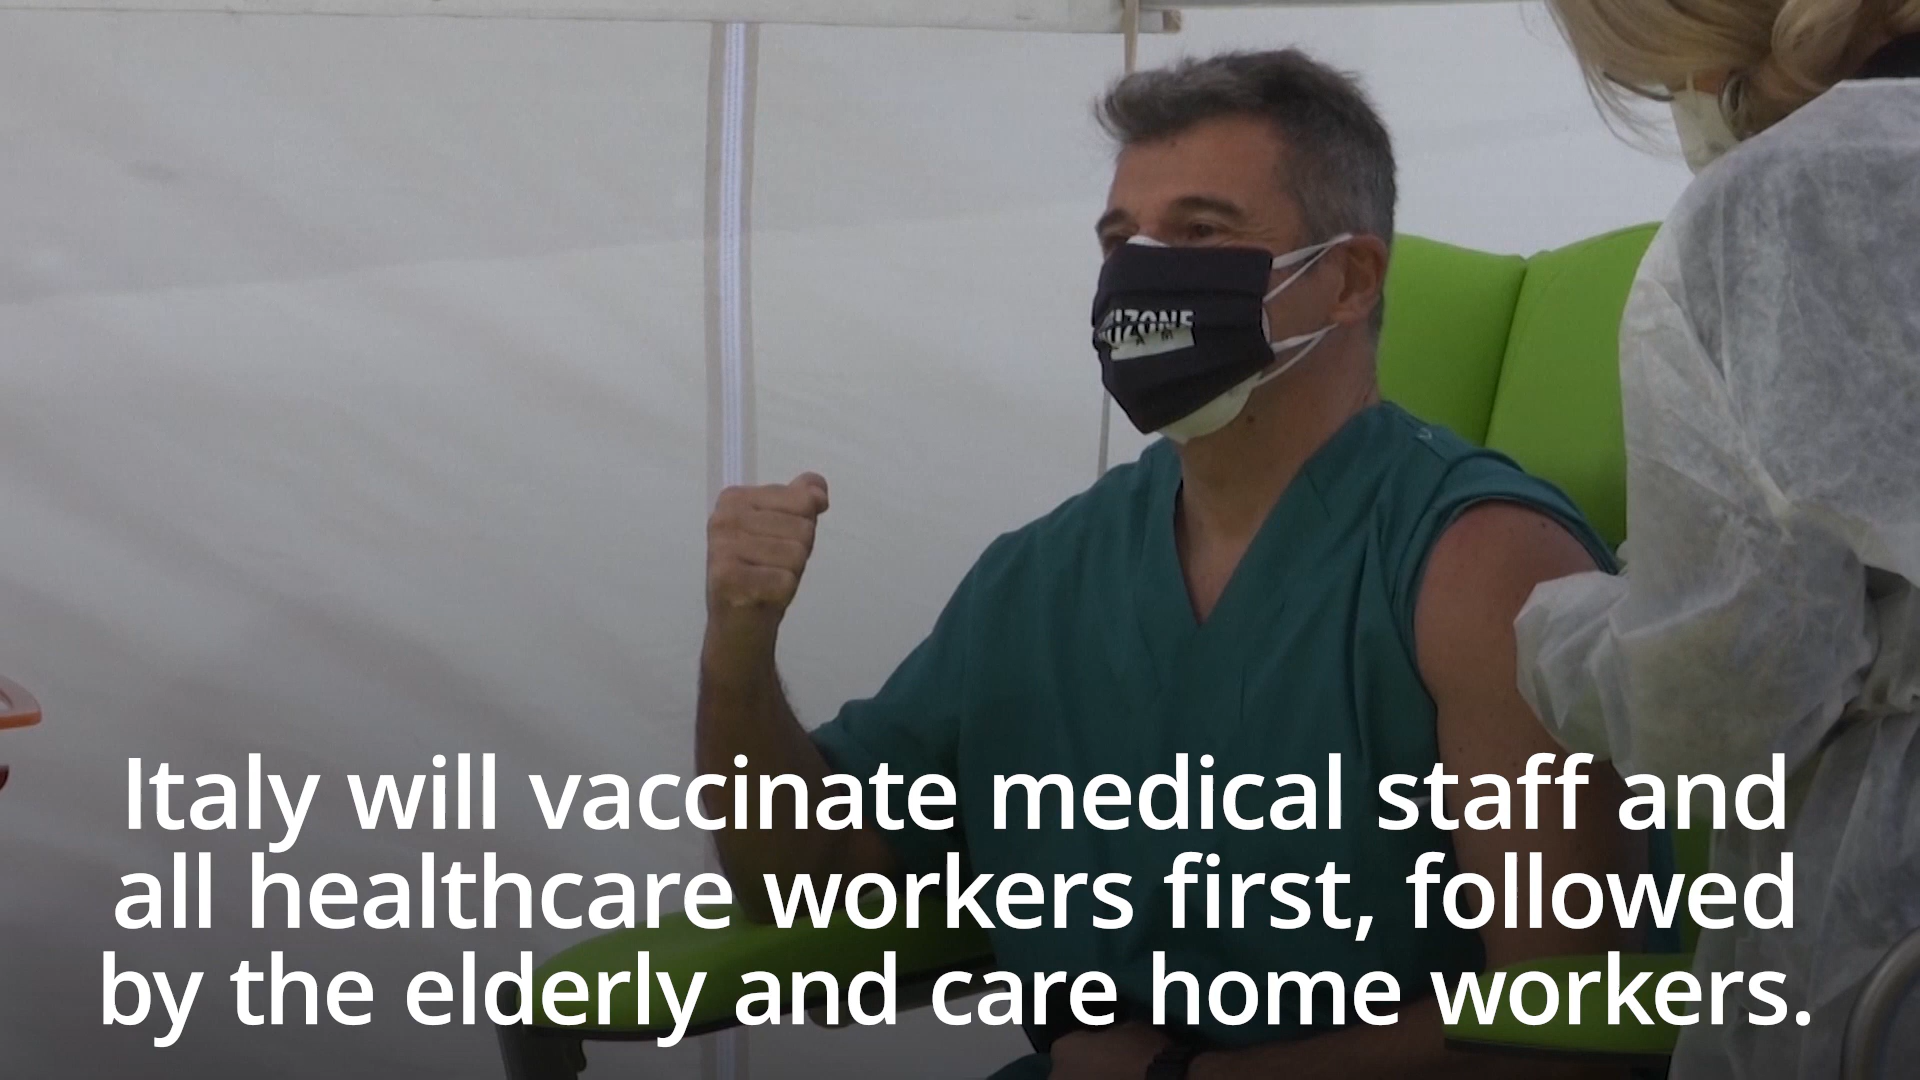 Italy will vaccinate medical staff and
all healthcare workers first, followed
by the elderly and care home workers.